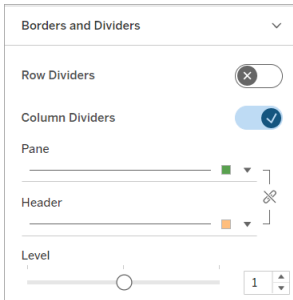 Borders and Dividers
Row Dividers
Column Dividers
Pane
Header
Level
1